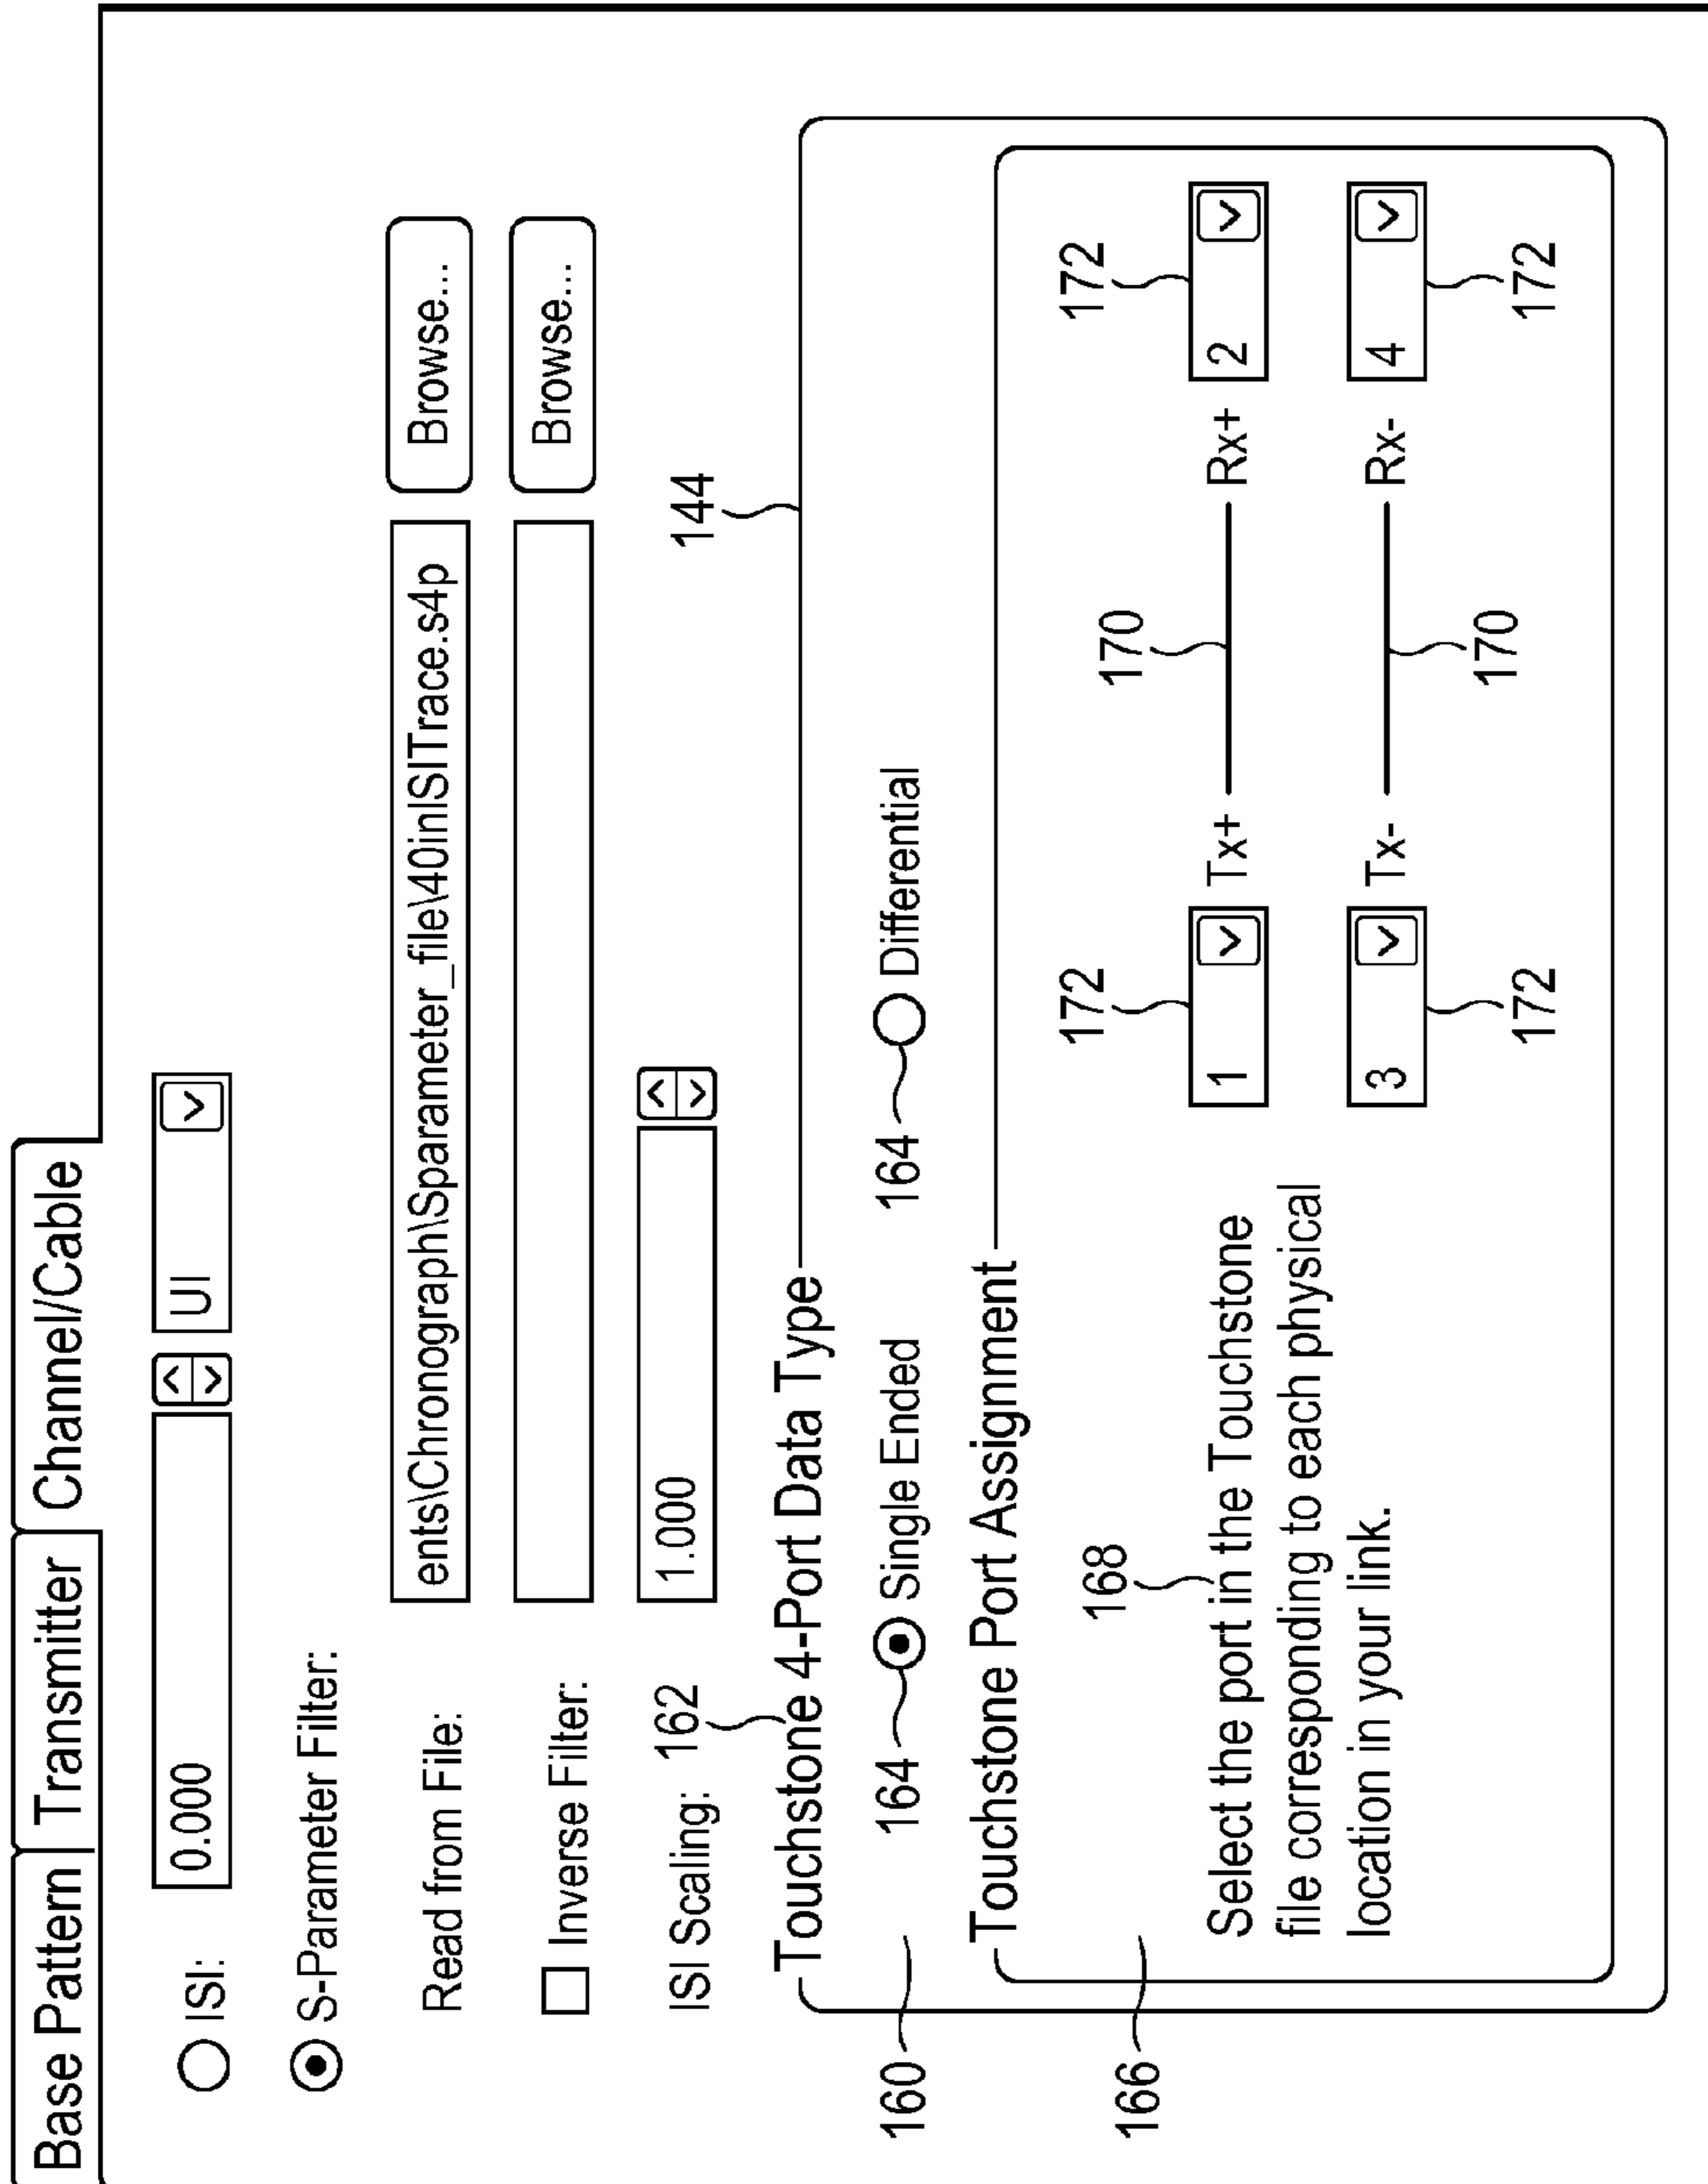 Base Pattern Transmitter Channel/Cable
ISI: 0.000 UI
S-Parameter Filter:
Read from File: ents\Chronograph\Sparameter_file\40inISITrace.s4p Browse...
Inverse Filter: Browse...
ISI Scaling: 1.000
162
144
Touchstone 4-Port Data Type
160
164 Single Ended 164 Differential
Touchstone Port Assignment
168
172 170 172
166
Select the port in the Touchstone
file corresponding to each physical
location in your link.
1 Tx+ Rx+ 2
3 Tx- Rx- 4
172 170 172